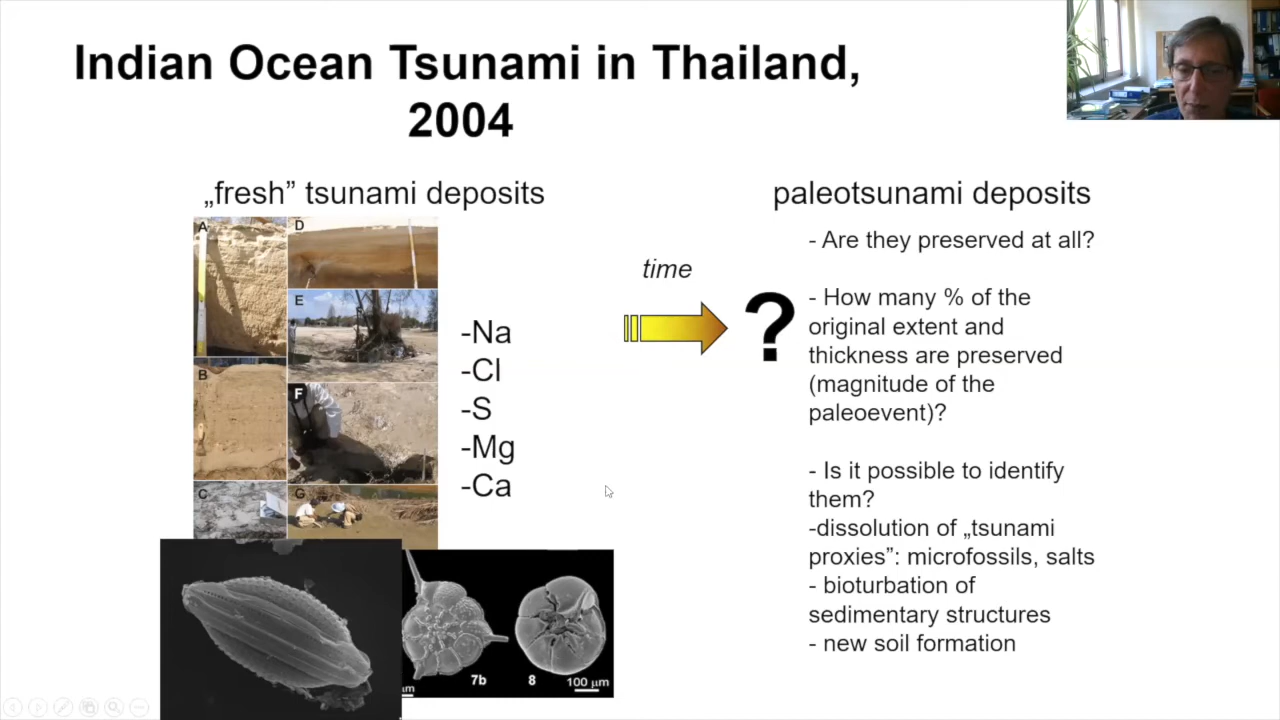 Indian Ocean Tsunami in Thailand,
2004
„fresh” tsunami deposits
A
D
E
B
F
C
G
-Na
-Cl
-S
-Mg
-Ca
7b
8
100 µm
time
?
paleotsunami deposits
- Are they preserved at all?
- How many % of the
original extent and
thickness are preserved
(magnitude of the
paleoevent)?
- Is it possible to identify
them?
-dissolution of „tsunami
proxies”: microfossils, salts
- bioturbation of
sedimentary structures
- new soil formation